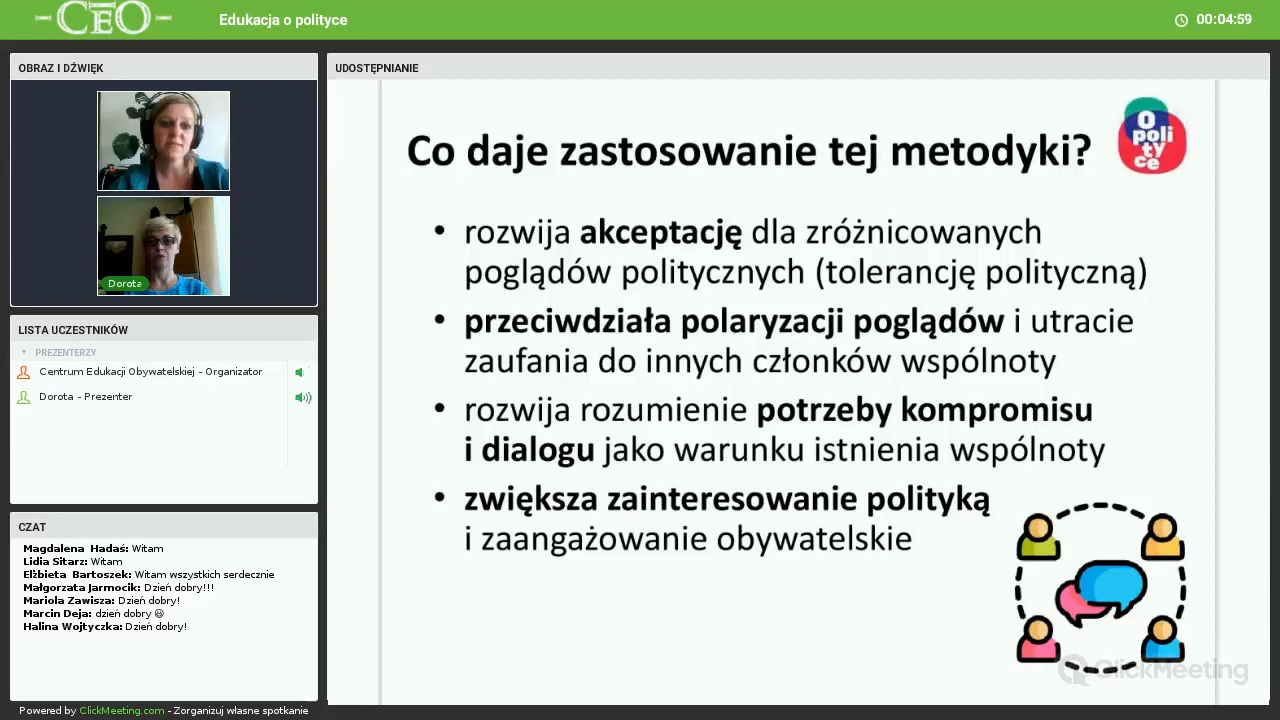 CEO
Edukacja o polityce
00:04:59
OBRAZ I DŹWIĘK
Dorota
LISTA UCZESTNIKÓW
PREZENTERZY
Centrum Edukacji Obywatelskiej - Organizator
Dorota - Prezenter
CZAT
Magdalena Hadaś: Witam
Lidia Sitarz: Witam
Elżbieta Bartoszek: Witam wszystkich serdecznie
Małgorzata Jarmocik: Dzień dobry!!!
Mariola Zawisza: Dzień dobry!
Marcin Deja: dzień dobry 😃
Halina Wojtyczka: Dzień dobry!
Powered by ClickMeeting.com - Zorganizuj własne spotkanie
UDOSTĘPNIANIE
Co daje zastosowanie tej metodyki?
O
poli
ty
ce
• rozwija akceptację dla zróżnicowanych
poglądów politycznych (tolerancję polityczną)
• przeciwdziała polaryzacji poglądów i utracie
zaufania do innych członków wspólnoty
• rozwija rozumienie potrzeby kompromisu
i dialogu jako warunku istnienia wspólnoty
• zwiększa zainteresowanie polityką
i zaangażowanie obywatelskie
ClickMeeting